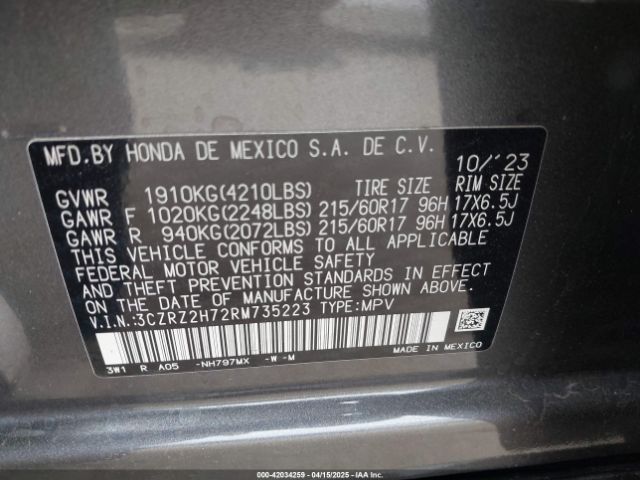 MFD.BY HONDA DE MEXICO S.A. DE C.V. 10/'23
GVWR 1910KG(4210LBS) TIRE SIZE RIM SIZE
GAWR F 1020KG(2248LBS) 215/60R17 96H 17X6.5J
GAWR R 940KG(2072LBS) 215/60R17 96H 17X6.5J
THIS VEHICLE CONFORMS TO ALL APPLICABLE
FEDERAL MOTOR VEHICLE SAFETY
AND THEFT PREVENTION STANDARDS IN EFFECT
ON THE DATE OF MANUFACTURE SHOWN ABOVE.
V.I.N.:3CZRZ2H72RM735223 TYPE:MPV
3W1 R A05 -NH797MX -W -M MADE IN MEXICO
000-42034259 - 04/15/2025 - IAAI.CA